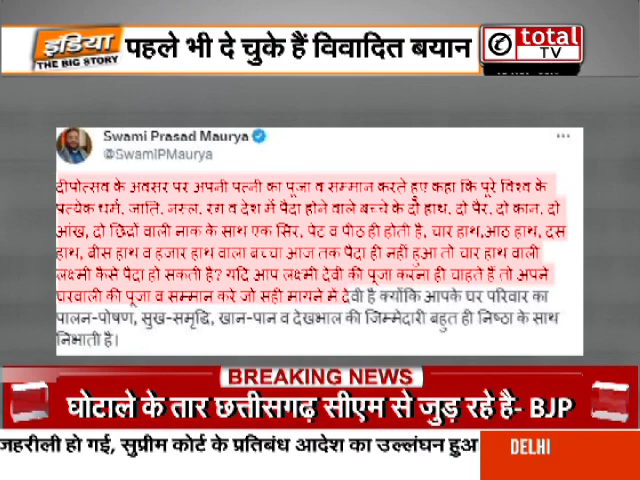 इंडिया
THE BIG STORY
पहले भी दे चुके हैं विवादित बयान
total
TV
Swami Prasad Maurya
@SwamiPMaurya
दीपोत्सव के अवसर पर अपनी पत्नी का पूजा व सम्मान करते हुए कहा कि पूरे विश्व के
प्रत्येक धर्म, जाति, नस्ल, रंग व देश में पैदा होने वाले बच्चे के दो हाथ, दो पैर, दो कान, दो
आंख, दो छिद्रों वाली नाक के साथ एक सिर, पेट व पीठ ही होती है, चार हाथ,आठ हाथ, दस
हाथ, बीस हाथ व हजार हाथ वाला बच्चा आज तक पैदा ही नहीं हुआ तो चार हाथ वाली
लक्ष्मी कैसे पैदा हो सकती है? यदि आप लक्ष्मी देवी की पूजा करना ही चाहते हैं तो अपने
घरवाली की पूजा व सम्मान करे जो सही मायने में देवी है क्योंकि आपके घर परिवार का
पालन-पोषण, सुख-समृद्धि, खान-पान व देखभाल की जिम्मेदारी बहुत ही निष्ठा के साथ
निभाती है।
BREAKING NEWS
घोटाले के तार छत्तीसगढ़ सीएम से जुड़ रहे है- BJP
जहरीली हो गई, सुप्रीम कोर्ट के प्रतिबंध आदेश का उल्लंघन हुआ
DELHI